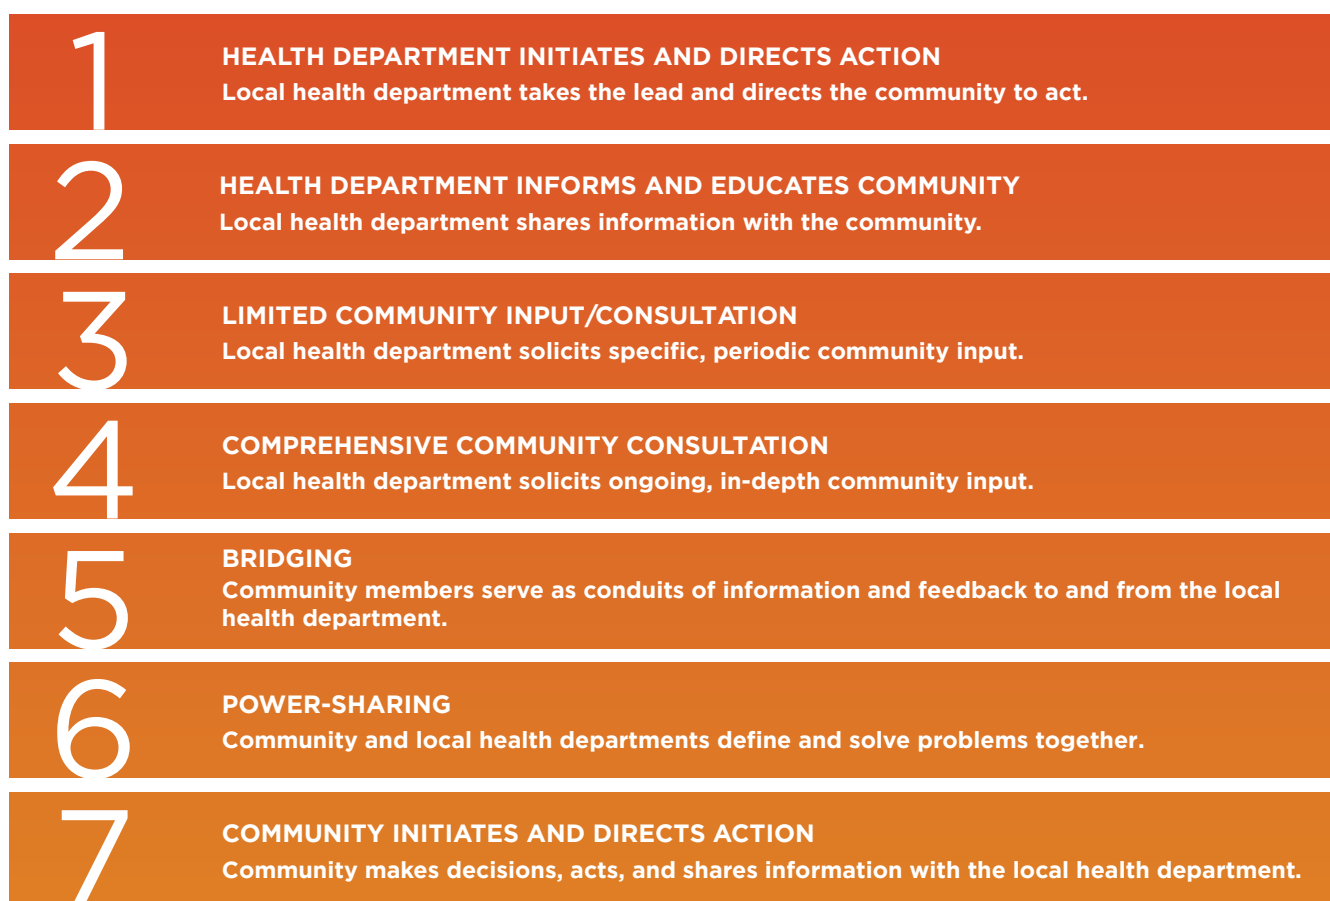 1
HEALTH DEPARTMENT INITIATES AND DIRECTS ACTION
Local health department takes the lead and directs the community to act.
2
HEALTH DEPARTMENT INFORMS AND EDUCATES COMMUNITY
Local health department shares information with the community.
3
LIMITED COMMUNITY INPUT/CONSULTATION
Local health department solicits specific, periodic community input.
4
COMPREHENSIVE COMMUNITY CONSULTATION
Local health department solicits ongoing, in-depth community input.
5
BRIDGING
Community members serve as conduits of information and feedback to and from the local
health department.
6
POWER-SHARING
Community and local health departments define and solve problems together.
7
COMMUNITY INITIATES AND DIRECTS ACTION
Community makes decisions, acts, and shares information with the local health department.